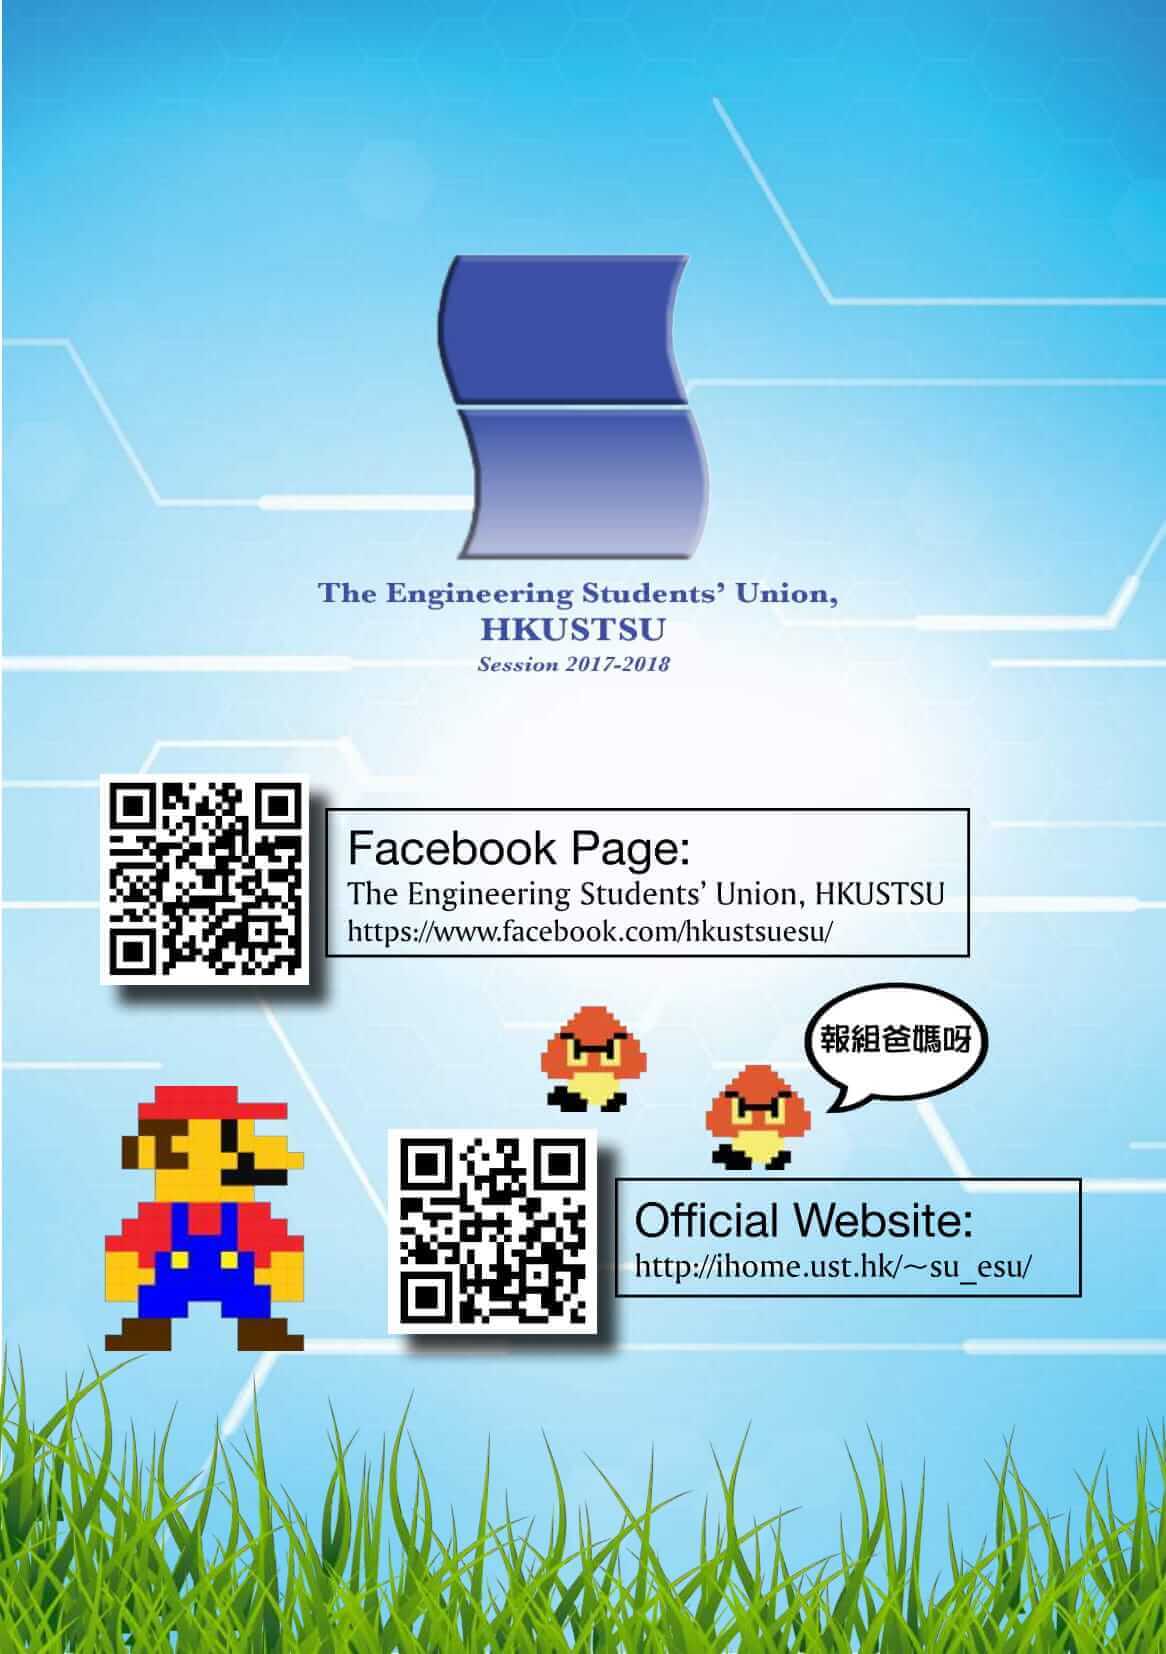 The Engineering Students’ Union,
HKUSTSU
Session 2017-2018
Facebook Page:
The Engineering Students’ Union, HKUSTSU
https://www.facebook.com/hkustsuesu/
報組爸媽呀
Official Website:
http://ihome.ust.hk/~su_esu/